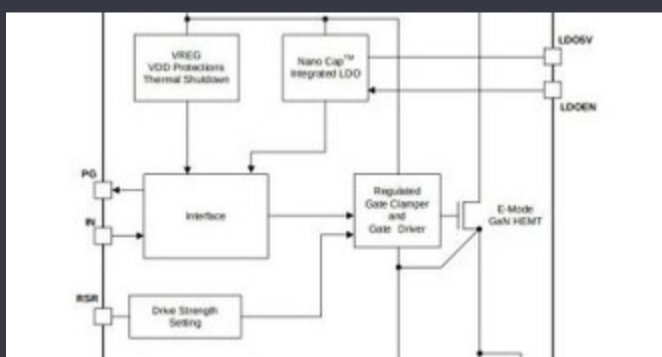 LDO5V
VREG
VDD Protections
Thermal Shutdown
Nano Cap™
Integrated LDO
LDOEN
PG
Interface
Regulated
Gate Clamper
and
Gate Driver
E-Mode
GaN HEMT
IN
RSR
Drive Strength
Setting